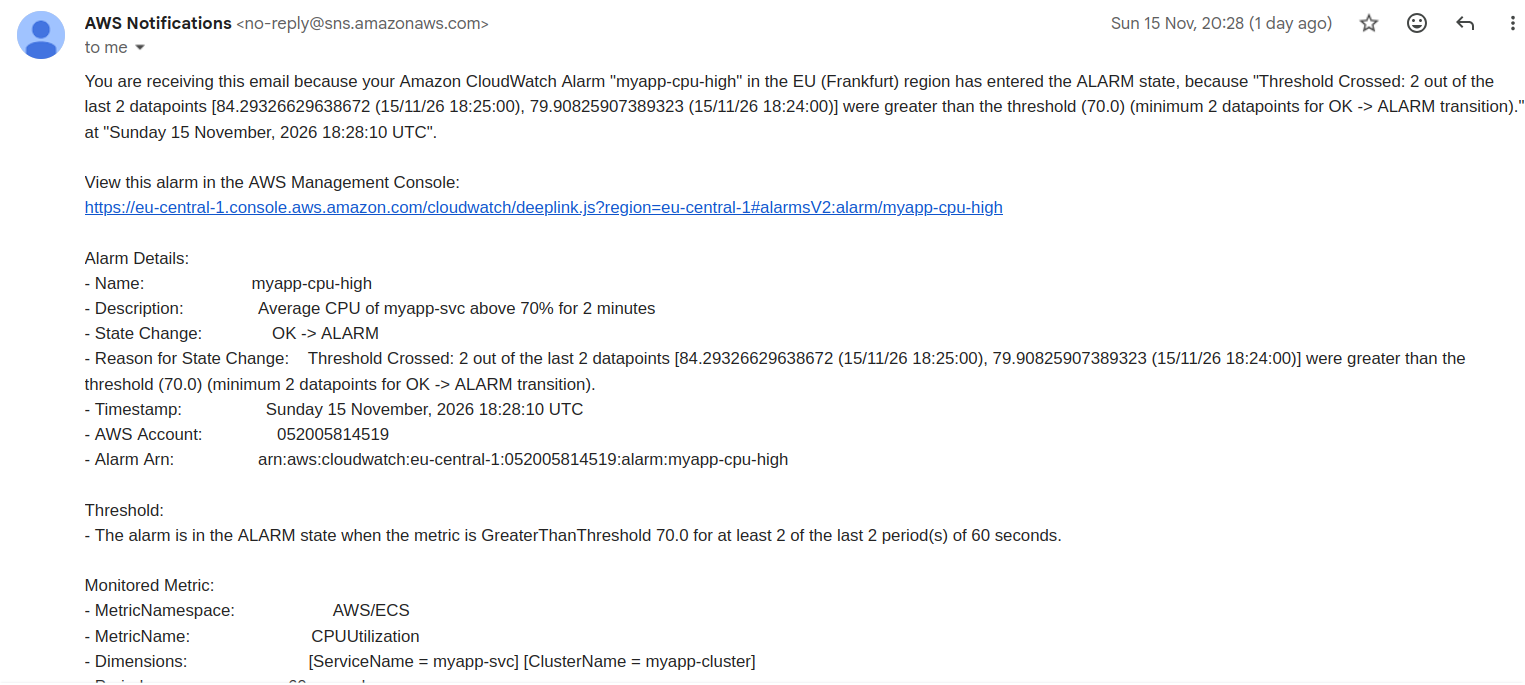 AWS Notifications <no-reply@sns.amazonaws.com> Sun 15 Nov, 20:28 (1 day ago)
to me
You are receiving this email because your Amazon CloudWatch Alarm "myapp-cpu-high" in the EU (Frankfurt) region has entered the ALARM state, because "Threshold Crossed: 2 out of the
last 2 datapoints [84.29326629638672 (15/11/26 18:25:00), 79.90825907389323 (15/11/26 18:24:00)] were greater than the threshold (70.0) (minimum 2 datapoints for OK -> ALARM transition)."
at "Sunday 15 November, 2026 18:28:10 UTC".
View this alarm in the AWS Management Console:
https://eu-central-1.console.aws.amazon.com/cloudwatch/deeplink.js?region=eu-central-1#alarmsV2:alarm/myapp-cpu-high
Alarm Details:
- Name: myapp-cpu-high
- Description: Average CPU of myapp-svc above 70% for 2 minutes
- State Change: OK -> ALARM
- Reason for State Change: Threshold Crossed: 2 out of the last 2 datapoints [84.29326629638672 (15/11/26 18:25:00), 79.90825907389323 (15/11/26 18:24:00)] were greater than the
threshold (70.0) (minimum 2 datapoints for OK -> ALARM transition).
- Timestamp: Sunday 15 November, 2026 18:28:10 UTC
- AWS Account: 052005814519
- Alarm Arn: arn:aws:cloudwatch:eu-central-1:052005814519:alarm:myapp-cpu-high
Threshold:
- The alarm is in the ALARM state when the metric is GreaterThanThreshold 70.0 for at least 2 of the last 2 period(s) of 60 seconds.
Monitored Metric:
- MetricNamespace: AWS/ECS
- MetricName: CPUUtilization
- Dimensions: [ServiceName = myapp-svc] [ClusterName = myapp-cluster]